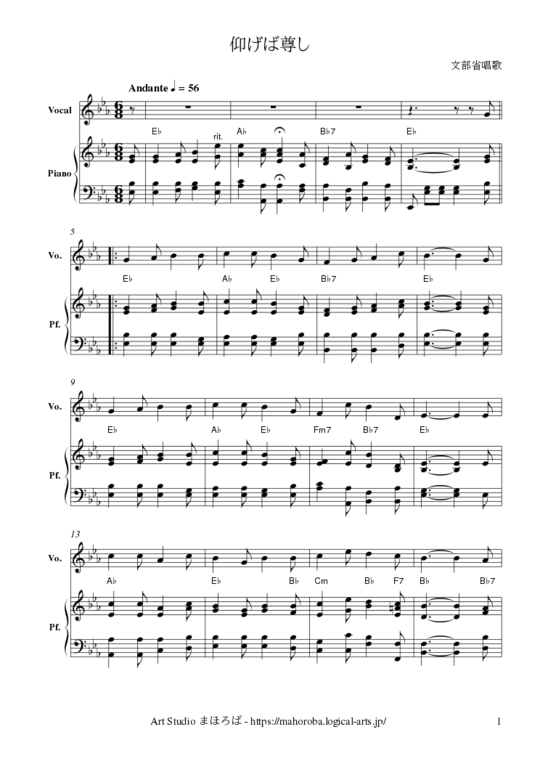 仰げば尊し
文部省唱歌
Andante ♩ = 56
Vocal
E♭ rit. A♭ B♭7 E♭
Piano
5
Vo.
E♭ A♭ E♭ B♭7 E♭
Pf.
9
Vo.
E♭ A♭ E♭ Fm7 B♭7 E♭
Pf.
13
Vo.
A♭ E♭ B♭ Cm B♭ F7 B♭ B♭7
Pf.
Art Studio まほろば - https://mahoroba.logical-arts.jp/ 1